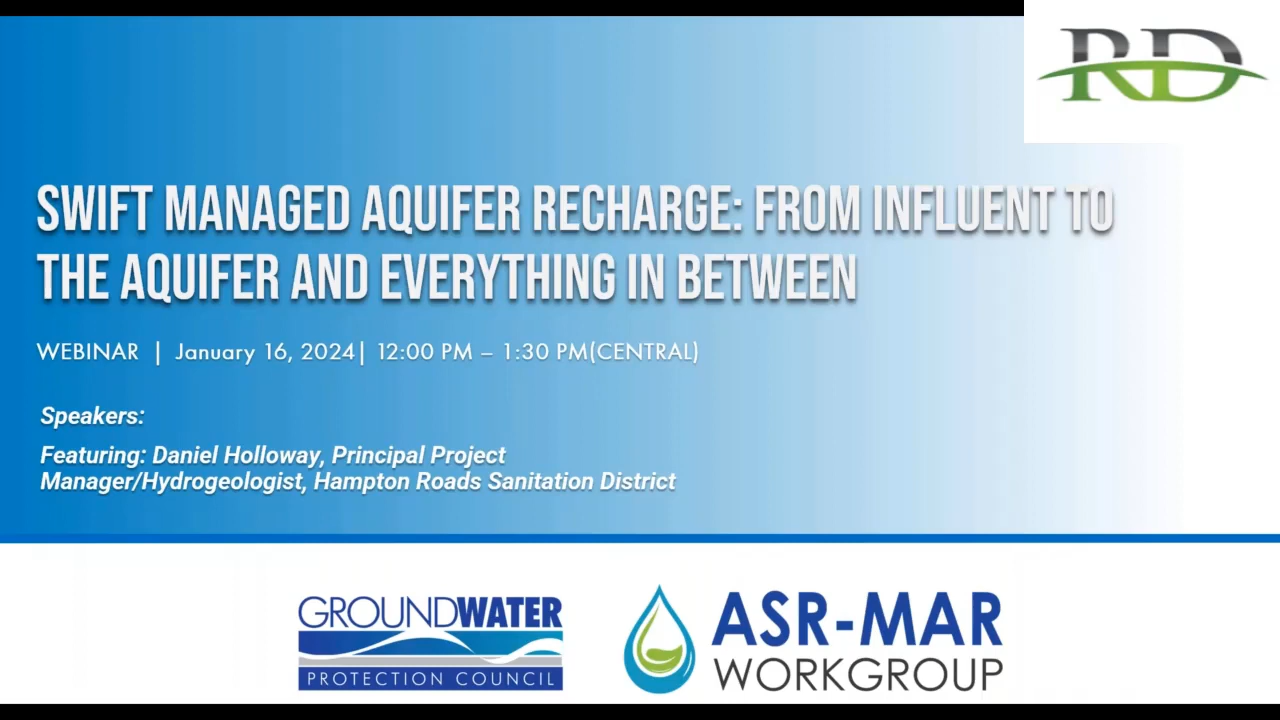 RD
SWIFT MANAGED AQUIFER RECHARGE: FROM INFLUENT TO
THE AQUIFER AND EVERYTHING IN BETWEEN
WEBINAR | January 16, 2024| 12:00 PM – 1:30 PM(CENTRAL)
Speakers:
Featuring: Daniel Holloway, Principal Project
Manager/Hydrogeologist, Hampton Roads Sanitation District
GROUNDWATER
PROTECTION COUNCIL
ASR-MAR
WORKGROUP